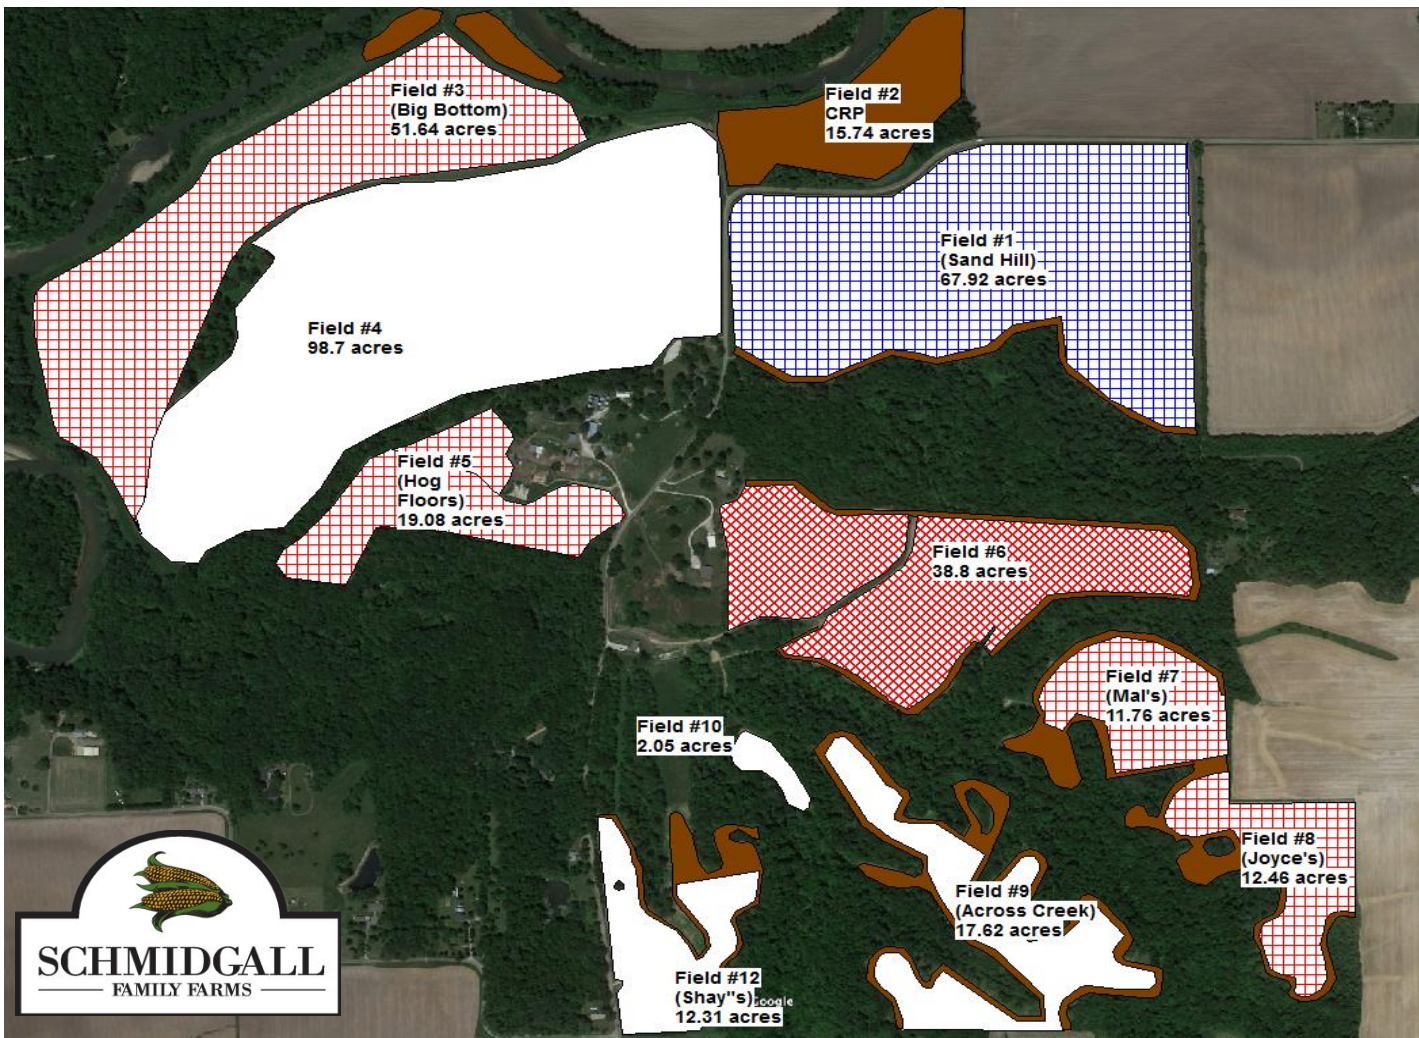 Field #3
(Big Bottom)
51.64 acres
Field #2
CRP
15.74 acres
Field #1
(Sand Hill)
67.92 acres
Field #4
98.7 acres
Field #5
(Hog
Floors)
19.08 acres
Field #6
38.8 acres
Field #7
(Mal's)
11.76 acres
Field #10
2.05 acres
Field #8
(Joyce's)
12.46 acres
Field #9
(Across Creek)
17.62 acres
Field #12
(Shay"s)
12.31 acres
Google
SCHMIDGALL
FAMILY FARMS